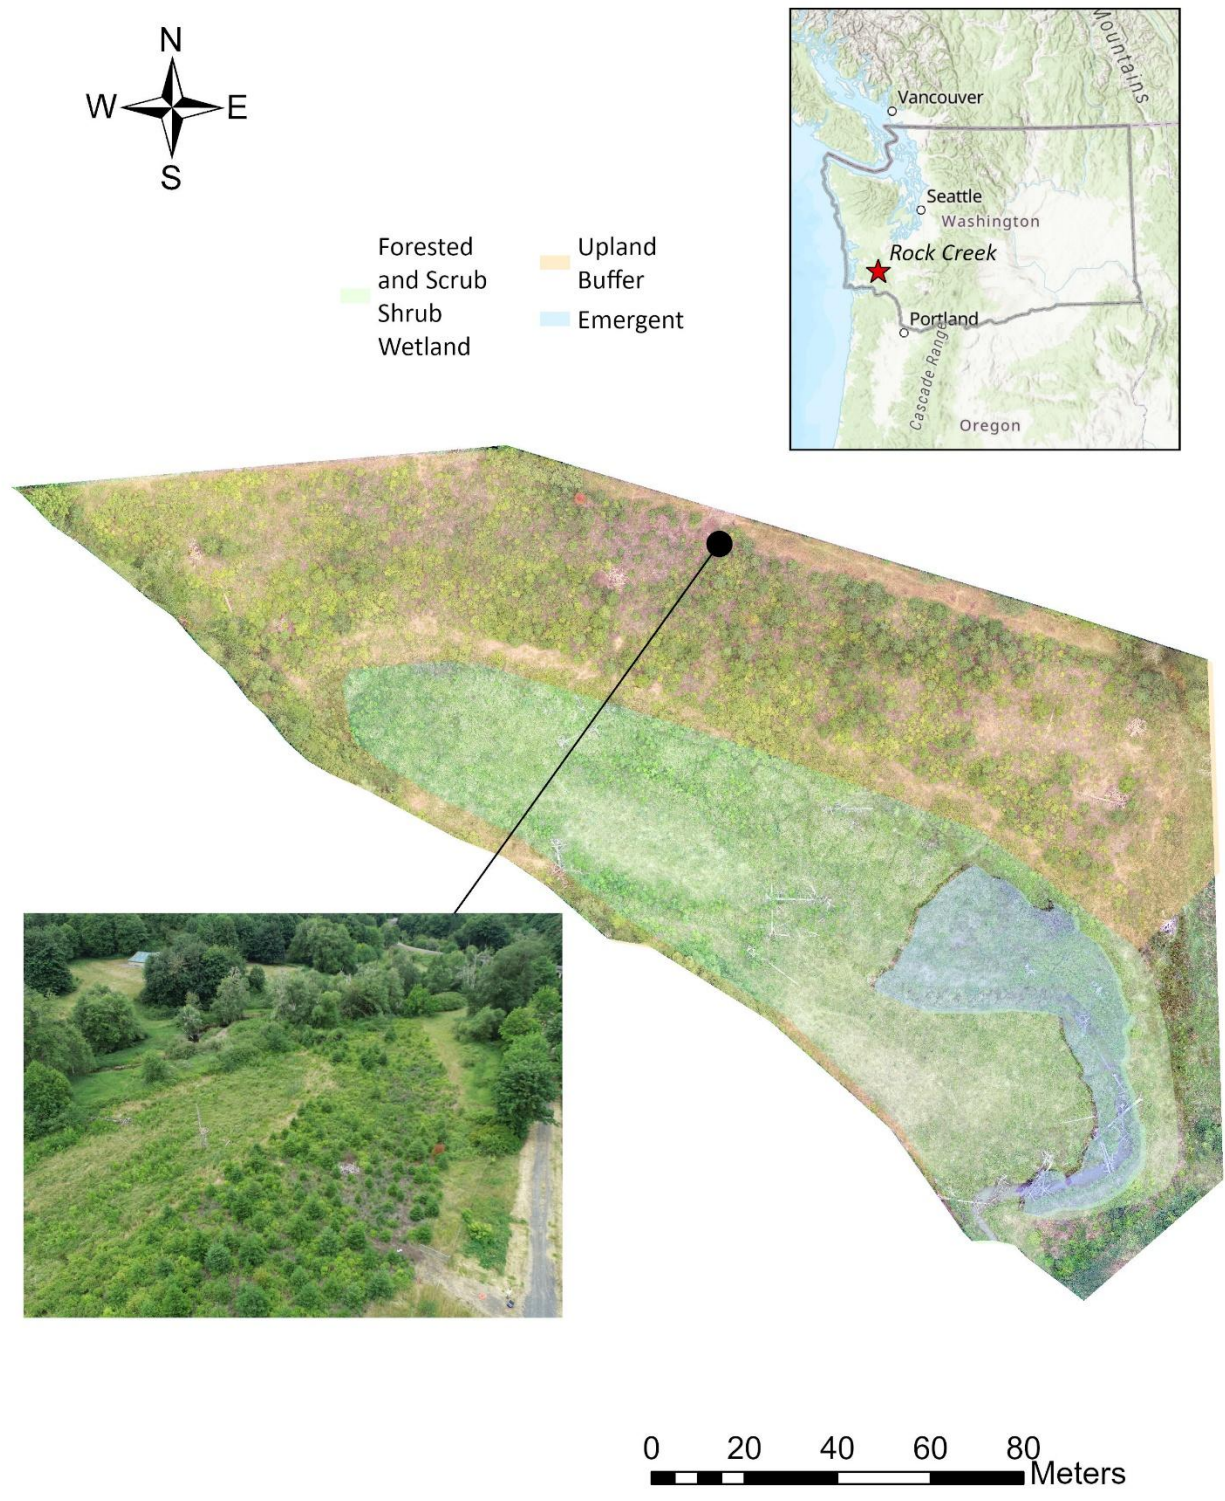 N
W E
S
Forested
and Scrub
Shrub
Wetland
Upland
Buffer
Emergent
Mountains
Vancouver
Seattle
Washington
Rock Creek
Portland
Cascade Range
Oregon
0 20 40 60 80
Meters